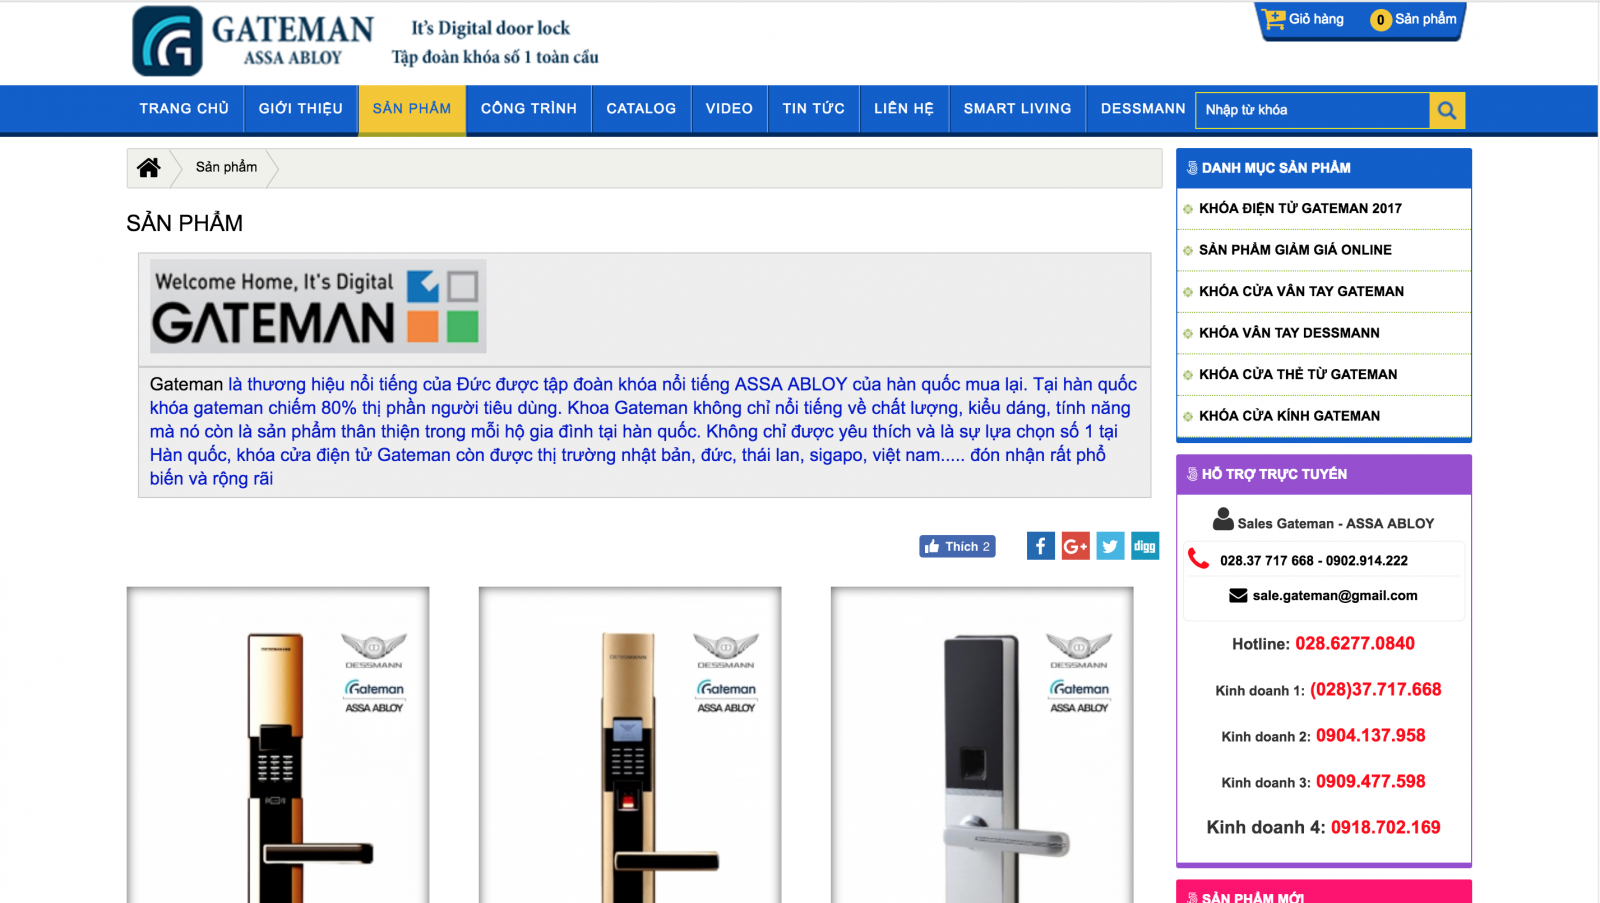 GATEMAN
ASSA ABLOY
It's Digital door lock
Tập đoàn khóa số 1 toàn cầu
Giỏ hàng
0 Sản phẩm
TRANG CHỦ
GIỚI THIỆU
SẢN PHẨM
CÔNG TRÌNH
CATALOG
VIDEO
TIN TỨC
LIÊN HỆ
SMART LIVING
DESSMANN
Nhập từ khóa
Sản phẩm
SẢN PHẨM
Welcome Home, It's Digital
GATEMAN
Gateman là thương hiệu nổi tiếng của Đức được tập đoàn khóa nổi tiếng ASSA ABLOY của hàn quốc mua lại. Tại hàn quốc
khóa gateman chiếm 80% thị phần người tiêu dùng. Khoa Gateman không chỉ nổi tiếng về chất lượng, kiểu dáng, tính năng
mà nó còn là sản phẩm thân thiện trong mỗi hộ gia đình tại hàn quốc. Không chỉ được yêu thích và là sự lựa chọn số 1 tại
Hàn quốc, khóa cửa điện tử Gateman còn được thị trường nhật bản, đức, thái lan, sigapo, việt nam..... đón nhận rất phổ
biến và rộng rãi
Thích 2
f
G+
digg
DESSMANN
Gateman
ASSA ABLOY
DESSMANN
DESSMANN
Gateman
ASSA ABLOY
DESSMANN
DESSMANN
Gateman
ASSA ABLOY
DANH MỤC SẢN PHẨM
KHÓA ĐIỆN TỬ GATEMAN 2017
SẢN PHẨM GIẢM GIÁ ONLINE
KHÓA CỬA VÂN TAY GATEMAN
KHÓA VÂN TAY DESSMANN
KHÓA CỬA THẺ TỪ GATEMAN
KHÓA CỬA KÍNH GATEMAN
HỖ TRỢ TRỰC TUYẾN
Sales Gateman - ASSA ABLOY
028.37 717 668 - 0902.914.222
sale.gateman@gmail.com
Hotline: 028.6277.0840
Kinh doanh 1: (028)37.717.668
Kinh doanh 2: 0904.137.958
Kinh doanh 3: 0909.477.598
Kinh doanh 4: 0918.702.169
SẢN PHẨM MỚI